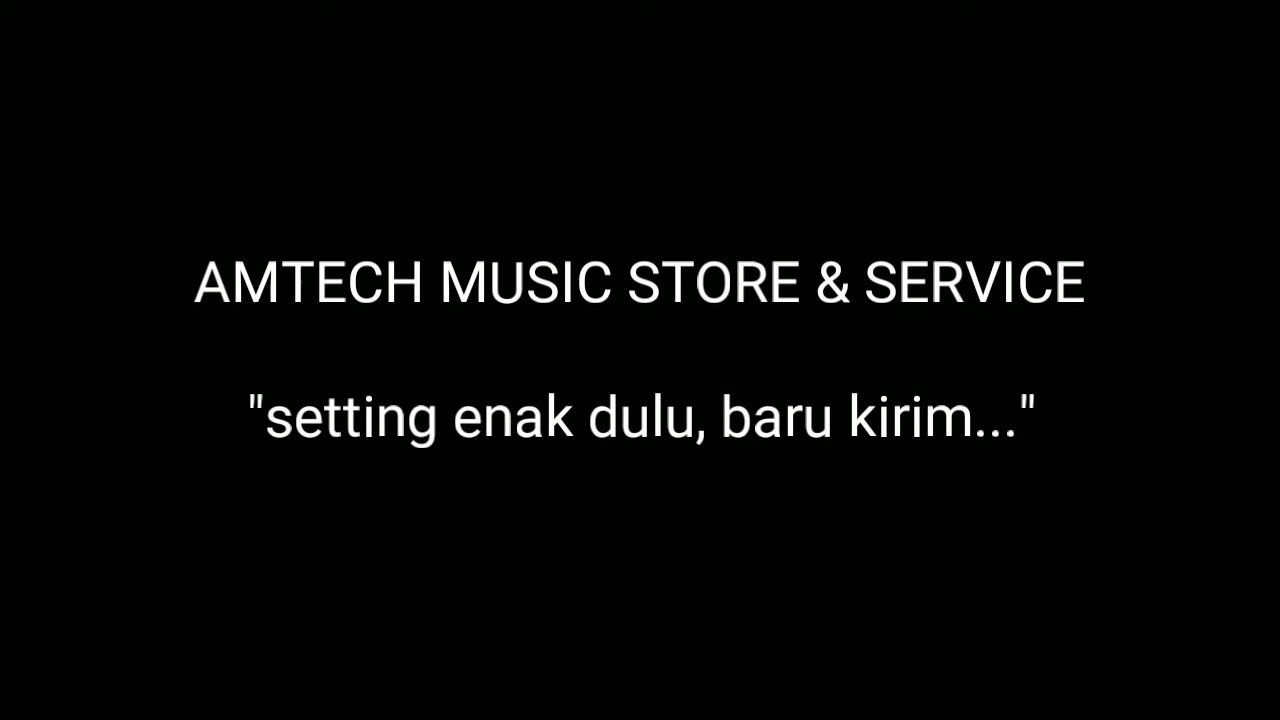 AMTECH MUSIC STORE & SERVICE
"setting enak dulu, baru kirim..."